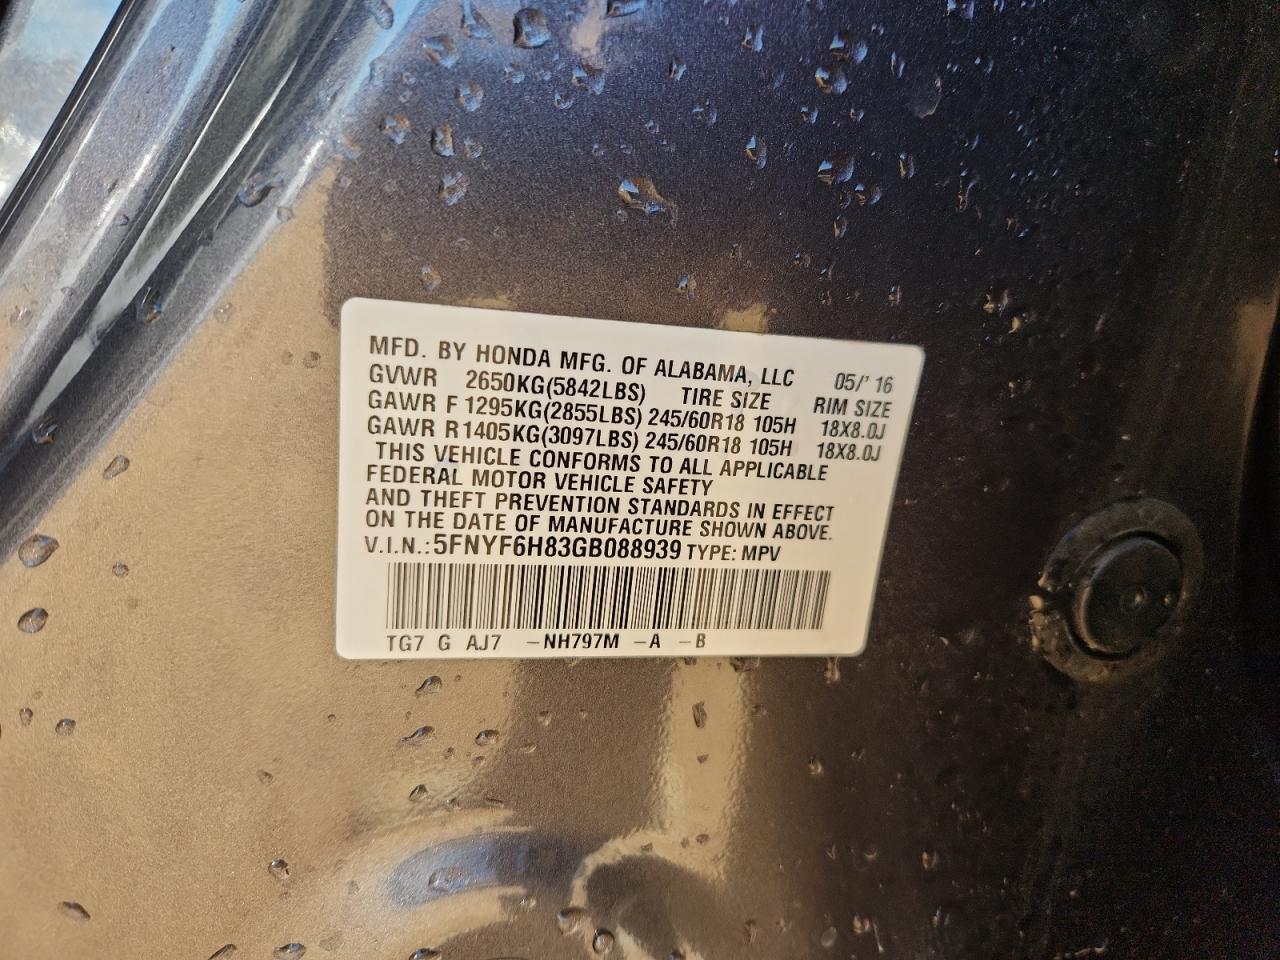 MFD. BY HONDA MFG. OF ALABAMA, LLC 05/' 16
GVWR 2650KG(5842LBS) TIRE SIZE RIM SIZE
GAWR F 1295KG(2855LBS) 245/60R18 105H 18X8.0J
GAWR R1405KG(3097LBS) 245/60R18 105H 18X8.0J
THIS VEHICLE CONFORMS TO ALL APPLICABLE
FEDERAL MOTOR VEHICLE SAFETY
AND THEFT PREVENTION STANDARDS IN EFFECT
ON THE DATE OF MANUFACTURE SHOWN ABOVE.
V.I.N.: 5FNYF6H83GB088939 TYPE: MPV
TG7 G AJ7 –NH797M –A –B